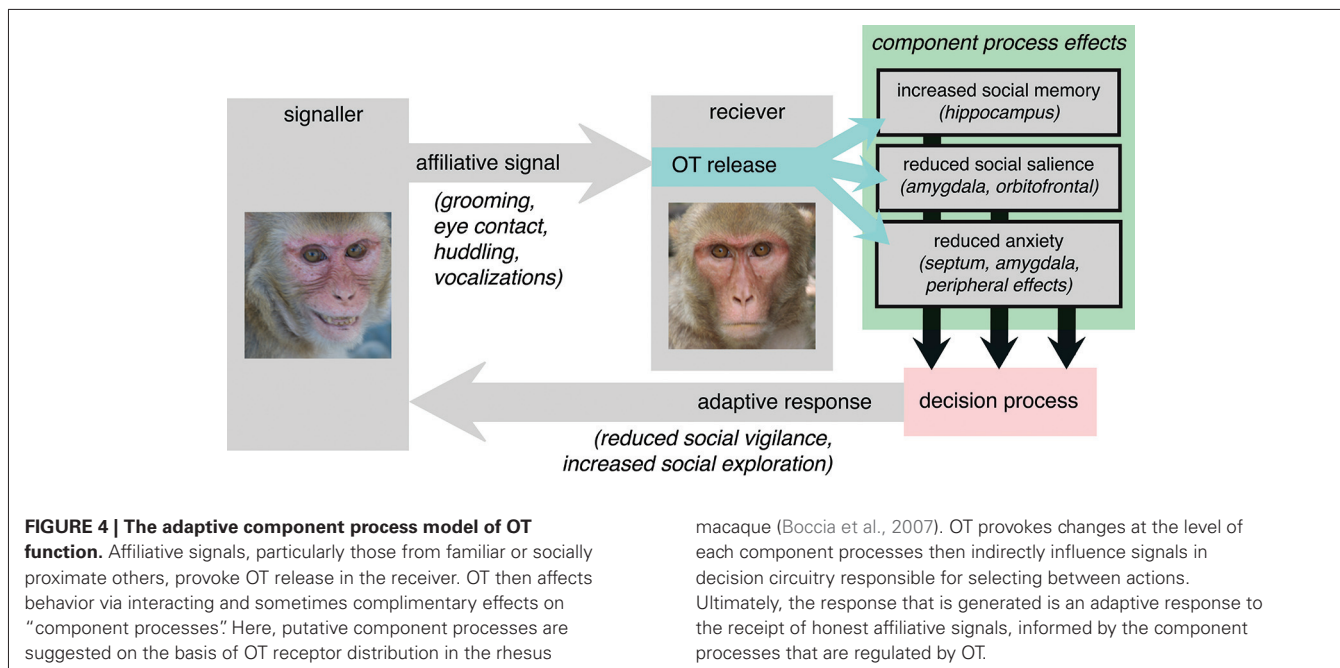 component process effects
signaller
reciever
increased social memory
(hippocampus)
affiliative signal
OT release
reduced social salience
(amygdala, orbitofrontal)
(grooming,
eye contact,
huddling,
vocalizations)
reduced anxiety
(septum, amygdala,
peripheral effects)
adaptive response
decision process
(reduced social vigilance,
increased social exploration)
FIGURE 4 | The adaptive component process model of OT
function. Affiliative signals, particularly those from familiar or socially
proximate others, provoke OT release in the receiver. OT then affects
behavior via interacting and sometimes complimentary effects on
“component processes”. Here, putative component processes are
suggested on the basis of OT receptor distribution in the rhesus
macaque (Boccia et al., 2007). OT provokes changes at the level of
each component processes then indirectly influence signals in
decision circuitry responsible for selecting between actions.
Ultimately, the response that is generated is an adaptive response to
the receipt of honest affiliative signals, informed by the component
processes that are regulated by OT.